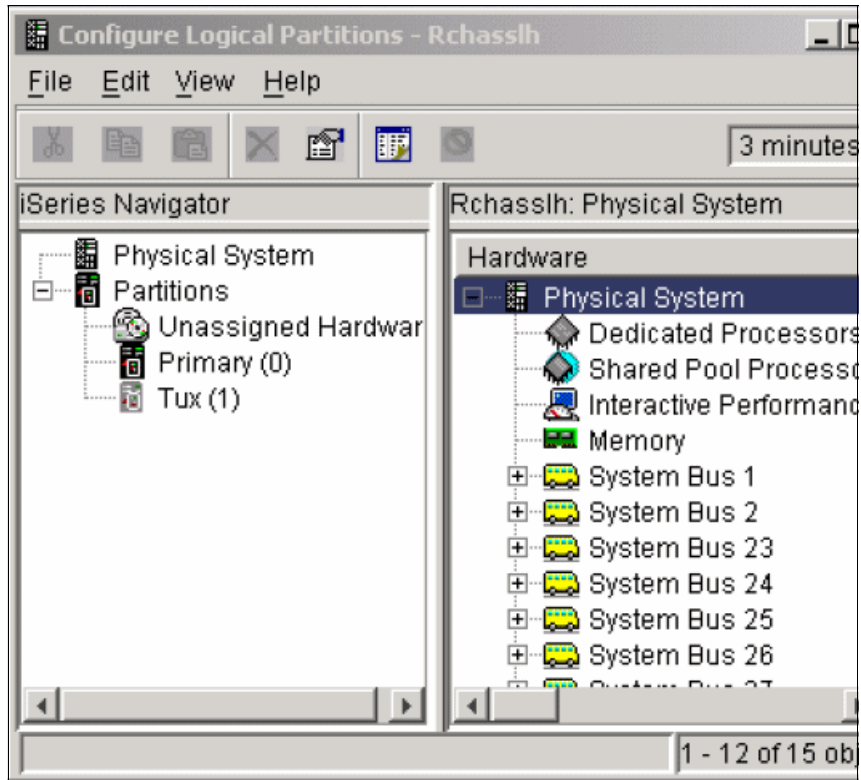 Configure Logical Partitions - Rchasslh
File Edit View Help
3 minutes
iSeries Navigator
Physical System
Partitions
Unassigned Hardwar
Primary (0)
Tux (1)
Rchasslh: Physical System
Hardware
Physical System
Dedicated Processors
Shared Pool Processo
Interactive Performanc
Memory
System Bus 1
System Bus 2
System Bus 23
System Bus 24
System Bus 25
System Bus 26
System Bus 27
1 - 12 of 15 obj